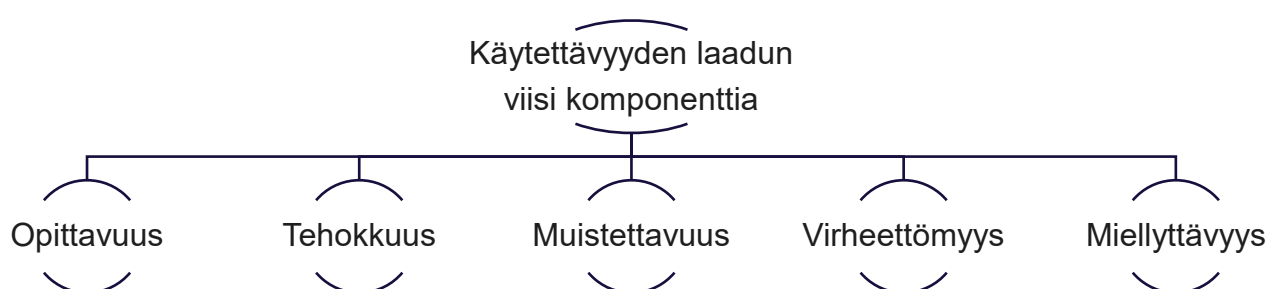 Käytettävyyden laadun
viisi komponenttia
Opittavuus
Tehokkuus
Muistettavuus
Virheettömyys
Miellyttävyys